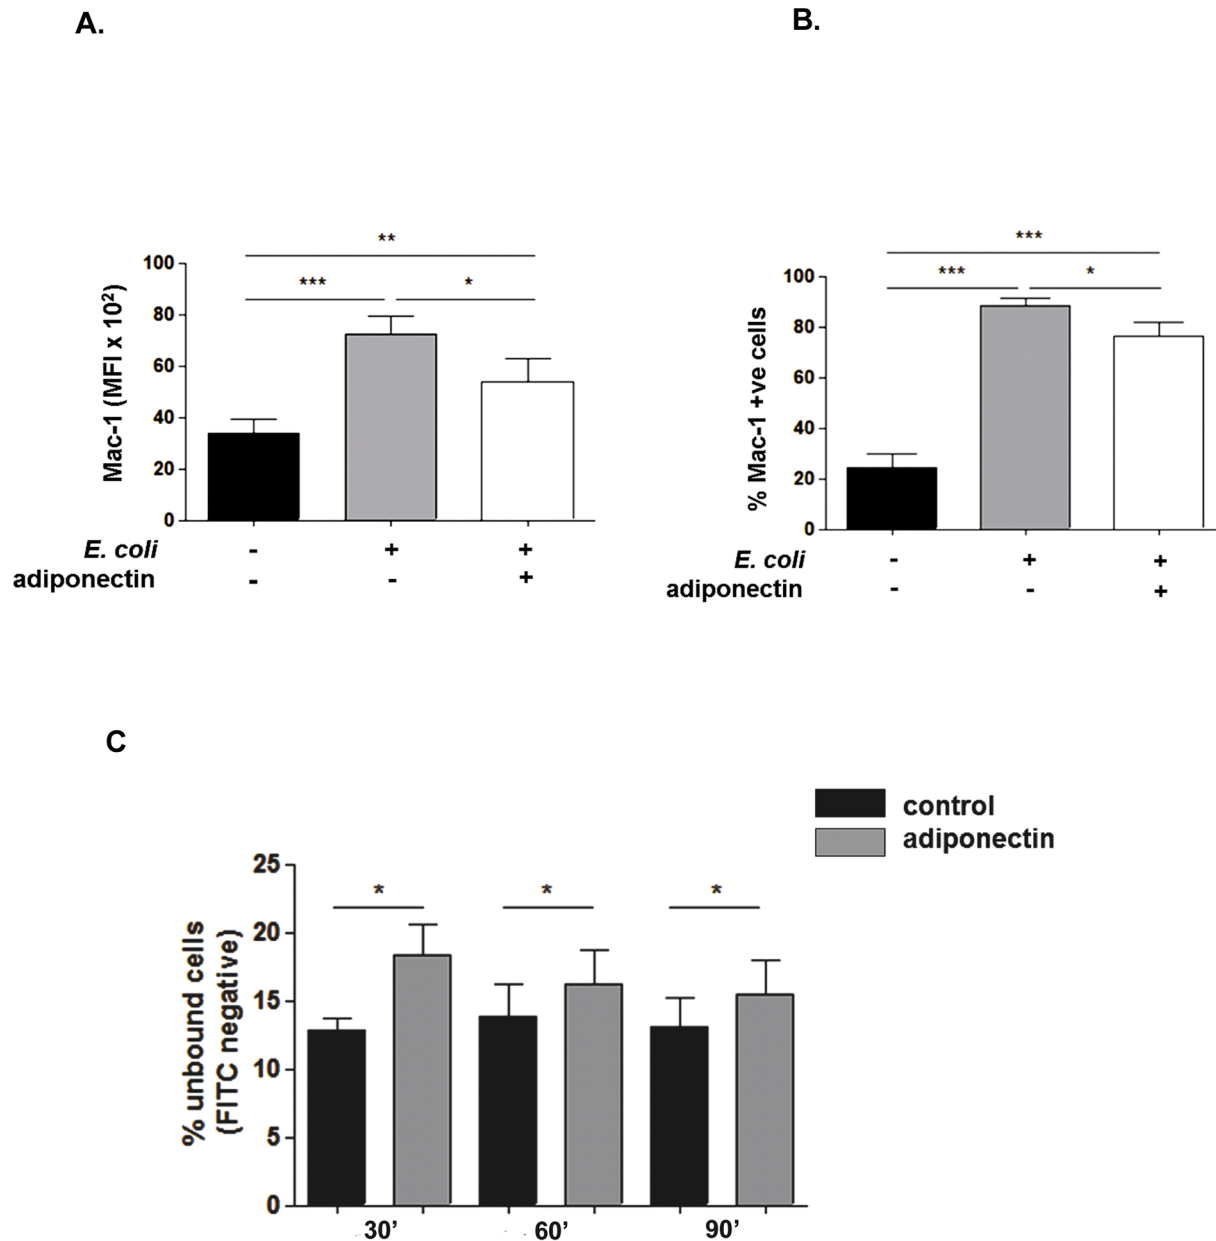 A.
B.
**
***
*
100
80
60
40
20
0
Mac-1 (MFI x 10²)
E. coli - + +
adiponectin - - +
***
***
*
100
80
60
40
20
0
% Mac-1 +ve cells
E. coli - + +
adiponectin - - +
C
control
adiponectin
25
20
15
10
5
0
% unbound cells
(FITC negative)
* * *
30’ 60’ 90’